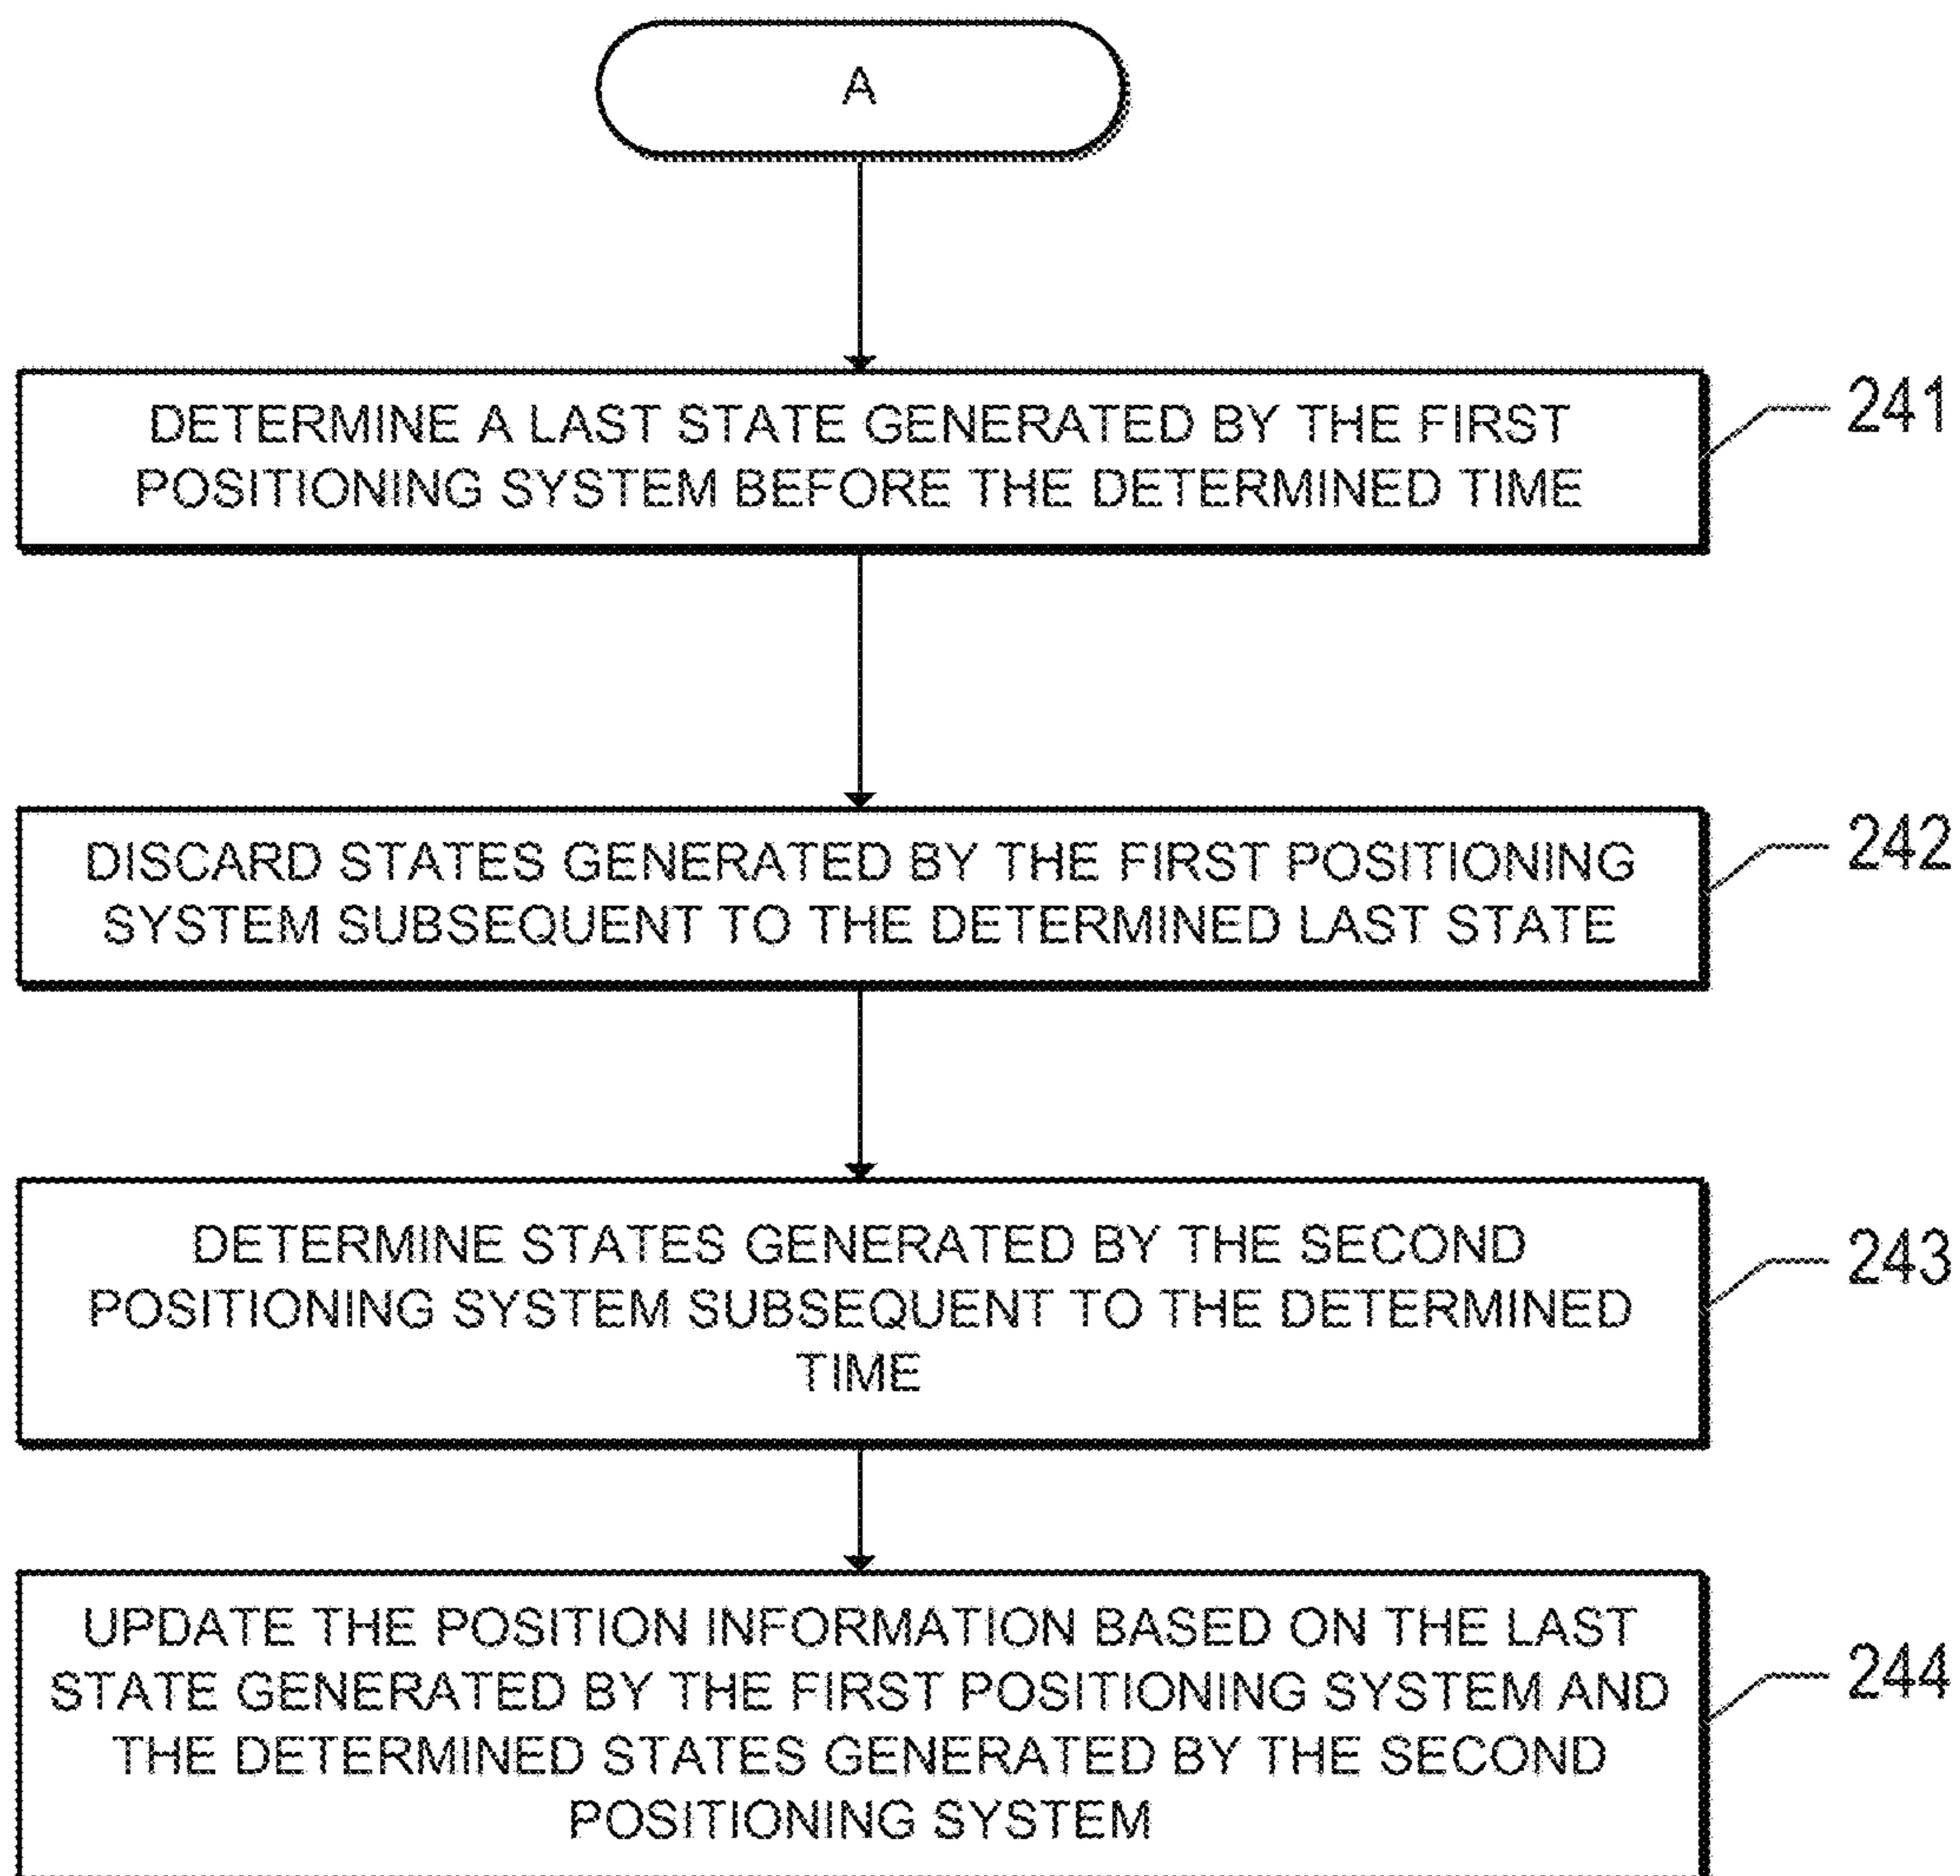 A
DETERMINE A LAST STATE GENERATED BY THE FIRST
POSITIONING SYSTEM BEFORE THE DETERMINED TIME
241
DISCARD STATES GENERATED BY THE FIRST POSITIONING
SYSTEM SUBSEQUENT TO THE DETERMINED LAST STATE
242
DETERMINE STATES GENERATED BY THE SECOND
POSITIONING SYSTEM SUBSEQUENT TO THE DETERMINED
TIME
243
UPDATE THE POSITION INFORMATION BASED ON THE LAST
STATE GENERATED BY THE FIRST POSITIONING SYSTEM AND
THE DETERMINED STATES GENERATED BY THE SECOND
POSITIONING SYSTEM
244